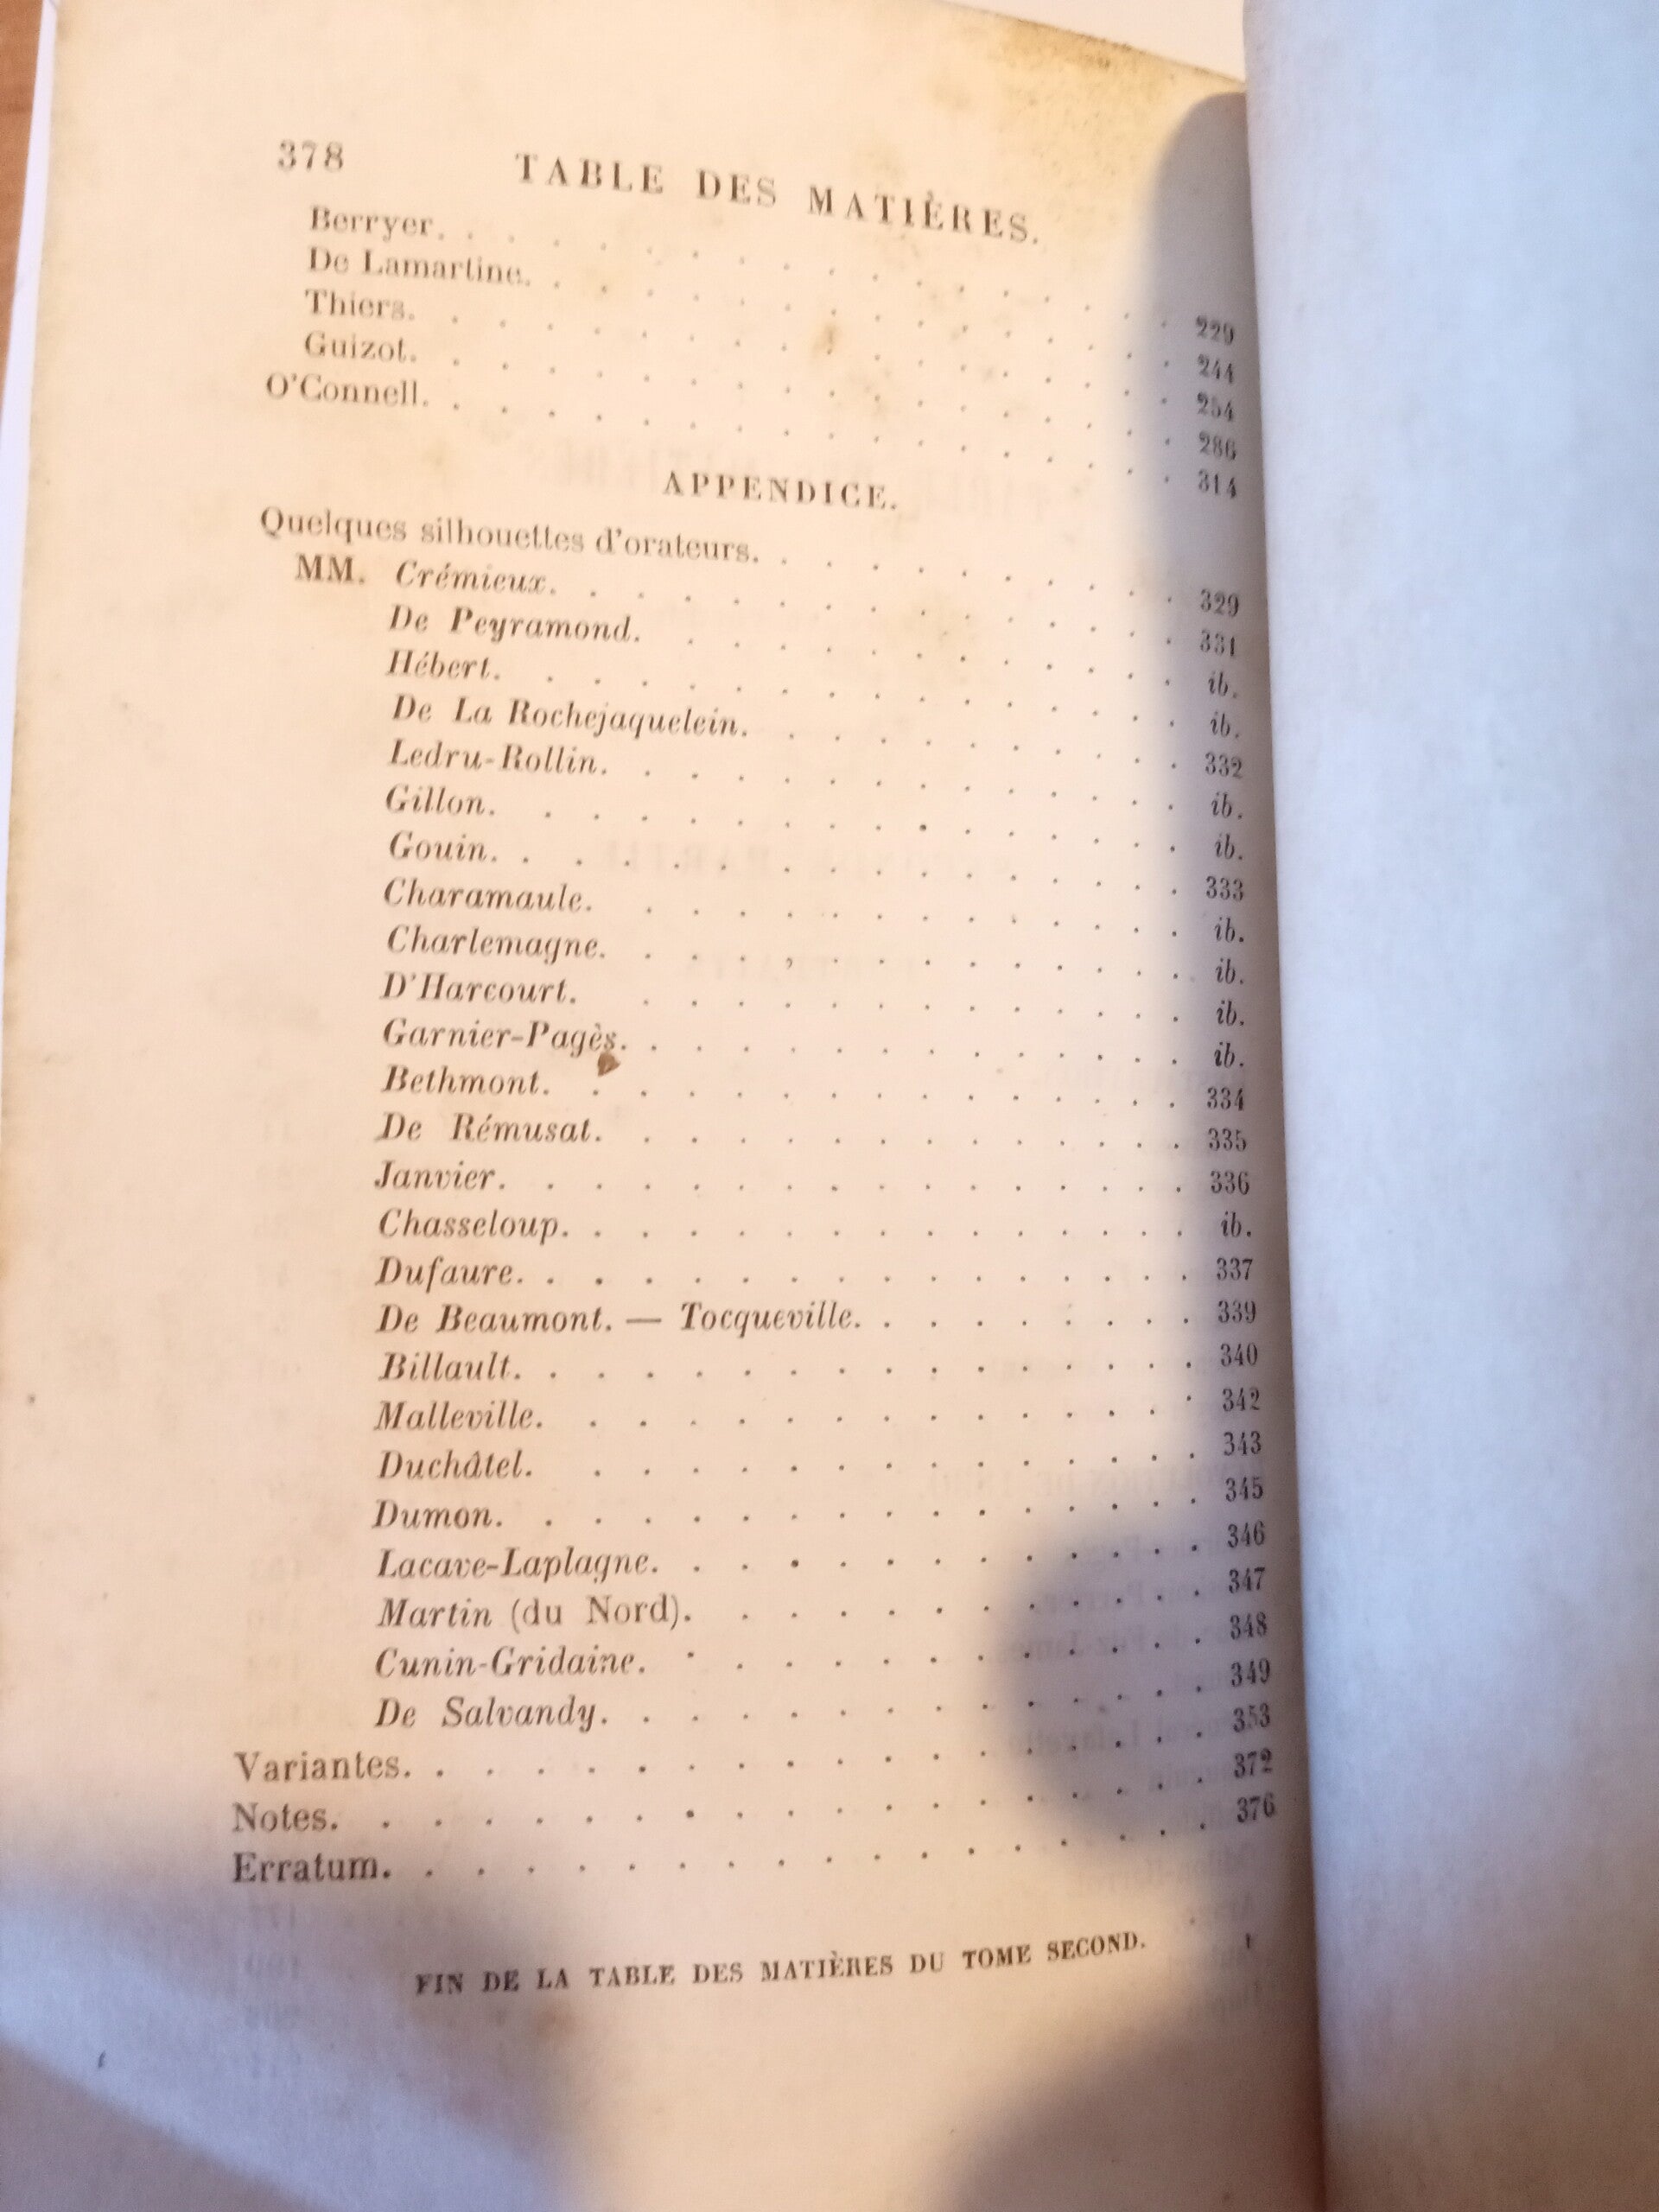 378 TABLE DES MATIÈRES.
Berryer. 229
De Lamartine. 244
Thiers. 254
Guizot. 286
O'Connell. 314
APPENDICE.
Quelques silhouettes d'orateurs. 329
MM. Crémieux. 331
De Peyramond. ib.
Hébert. ib.
De La Rochejaquelein. 332
Ledru-Rollin. ib.
Gillon. ib.
Gouin. 333
Charamaule. ib.
Charlemagne. ib.
D'Harcourt. ib.
Garnier-Pagès. ib.
Bethmont. 334
De Rémusat. 335
Janvier. 336
Chasseloup. ib.
Dufaure. 337
De Beaumont. — Tocqueville. 339
Billault. 340
Malleville. 342
Duchâtel. 343
Dumon. 345
Lacave-Laplagne. 346
Martin (du Nord). 347
Cunin-Gridaine. 348
De Salvandy. 349
Variantes. 353
Notes. 372
Erratum. 376
FIN DE LA TABLE DES MATIÈRES DU TOME SECOND.